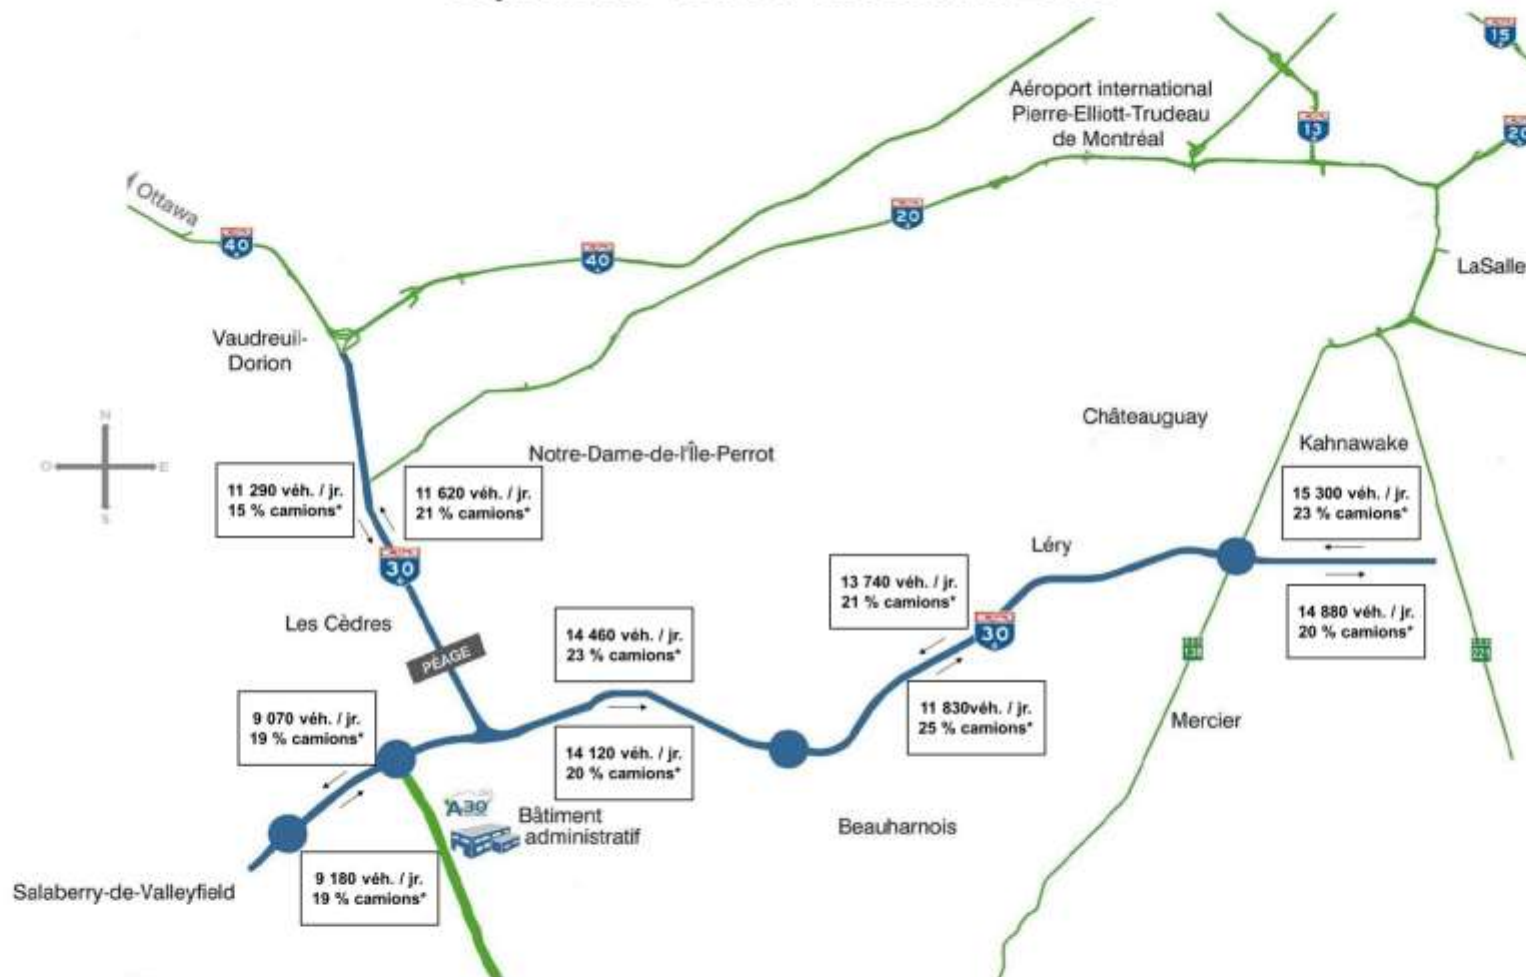 15
Aéroport international
Pierre-Elliott-Trudeau
de Montréal
13
20
Ottawa
40
40
20
LaSalle
Vaudreuil-
Dorion
Châteauguay
N
O
E
S
Notre-Dame-de-l'Île-Perrot
Kahnawake
11 290 véh. / jr.
15 % camions*
11 620 véh. / jr.
21 % camions*
15 300 véh. / jr.
23 % camions*
Léry
30
13 740 véh. / jr.
21 % camions*
14 880 véh. / jr.
20 % camions*
Les Cèdres
14 460 véh. / jr.
23 % camions*
30
PÉAGE
138
221
9 070 véh. / jr.
19 % camions*
11 830véh. / jr.
25 % camions*
Mercier
14 120 véh. / jr.
20 % camions*
A30
Bâtiment
administratif
Beauharnois
9 180 véh. / jr.
19 % camions*
Salaberry-de-Valleyfield